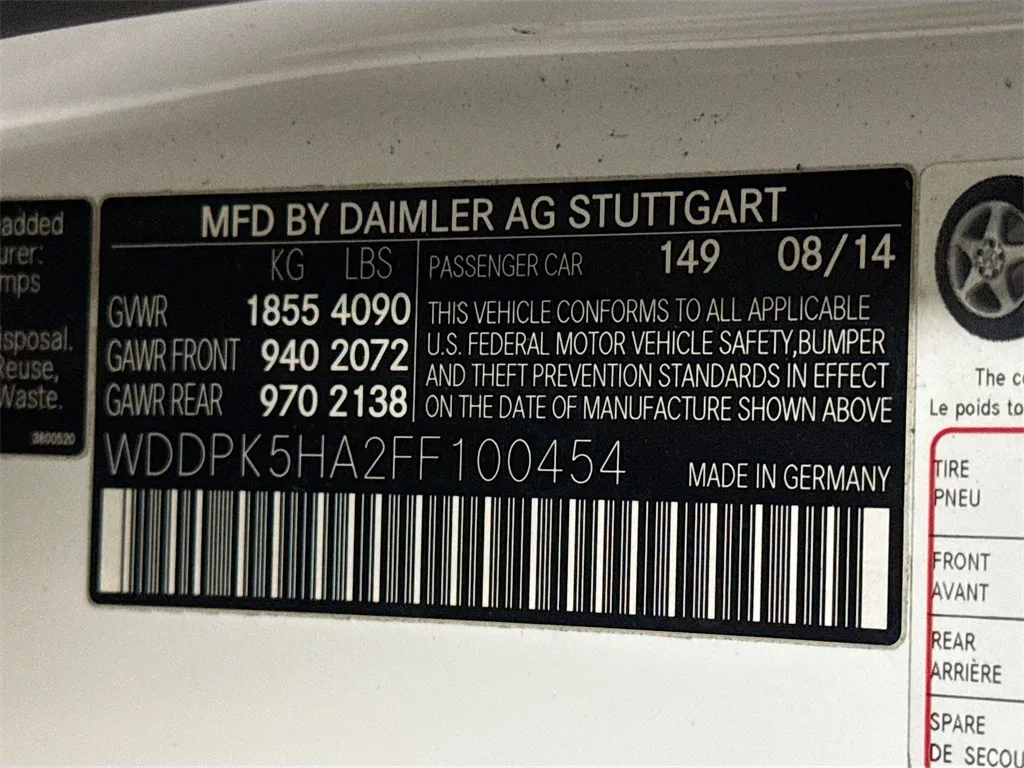 added
urer:
mps
isposal.
Reuse,
Waste.
3800520
MFD BY DAIMLER AG STUTTGART
KG LBS
GVWR 1855 4090
GAWR FRONT 940 2072
GAWR REAR 970 2138
PASSENGER CAR 149 08/14
THIS VEHICLE CONFORMS TO ALL APPLICABLE
U.S. FEDERAL MOTOR VEHICLE SAFETY,BUMPER
AND THEFT PREVENTION STANDARDS IN EFFECT
ON THE DATE OF MANUFACTURE SHOWN ABOVE
WDDPK5HA2FF100454
MADE IN GERMANY
The c
Le poids to
TIRE
PNEU
FRONT
AVANT
REAR
ARRIÈRE
SPARE
DE SECOU